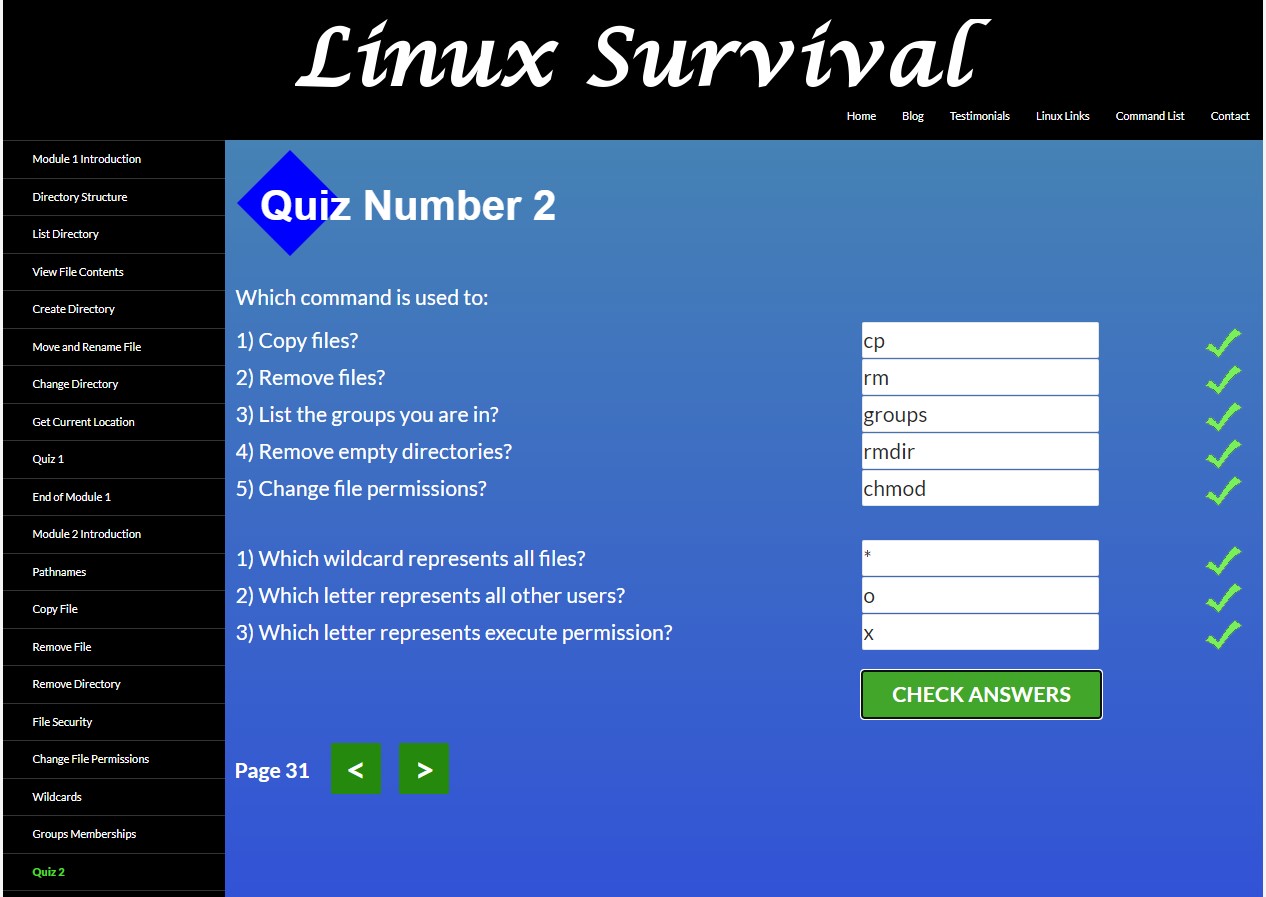 Linux Survival
Home Blog Testimonials Linux Links Command List Contact
Module 1 Introduction
Directory Structure
List Directory
View File Contents
Create Directory
Move and Rename File
Change Directory
Get Current Location
Quiz 1
End of Module 1
Module 2 Introduction
Pathnames
Copy File
Remove File
Remove Directory
File Security
Change File Permissions
Wildcards
Groups Memberships
Quiz 2
Quiz Number 2
Which command is used to:
1) Copy files? cp
2) Remove files? rm
3) List the groups you are in? groups
4) Remove empty directories? rmdir
5) Change file permissions? chmod
1) Which wildcard represents all files? *
2) Which letter represents all other users? o
3) Which letter represents execute permission? x
CHECK ANSWERS
Page 31 < >